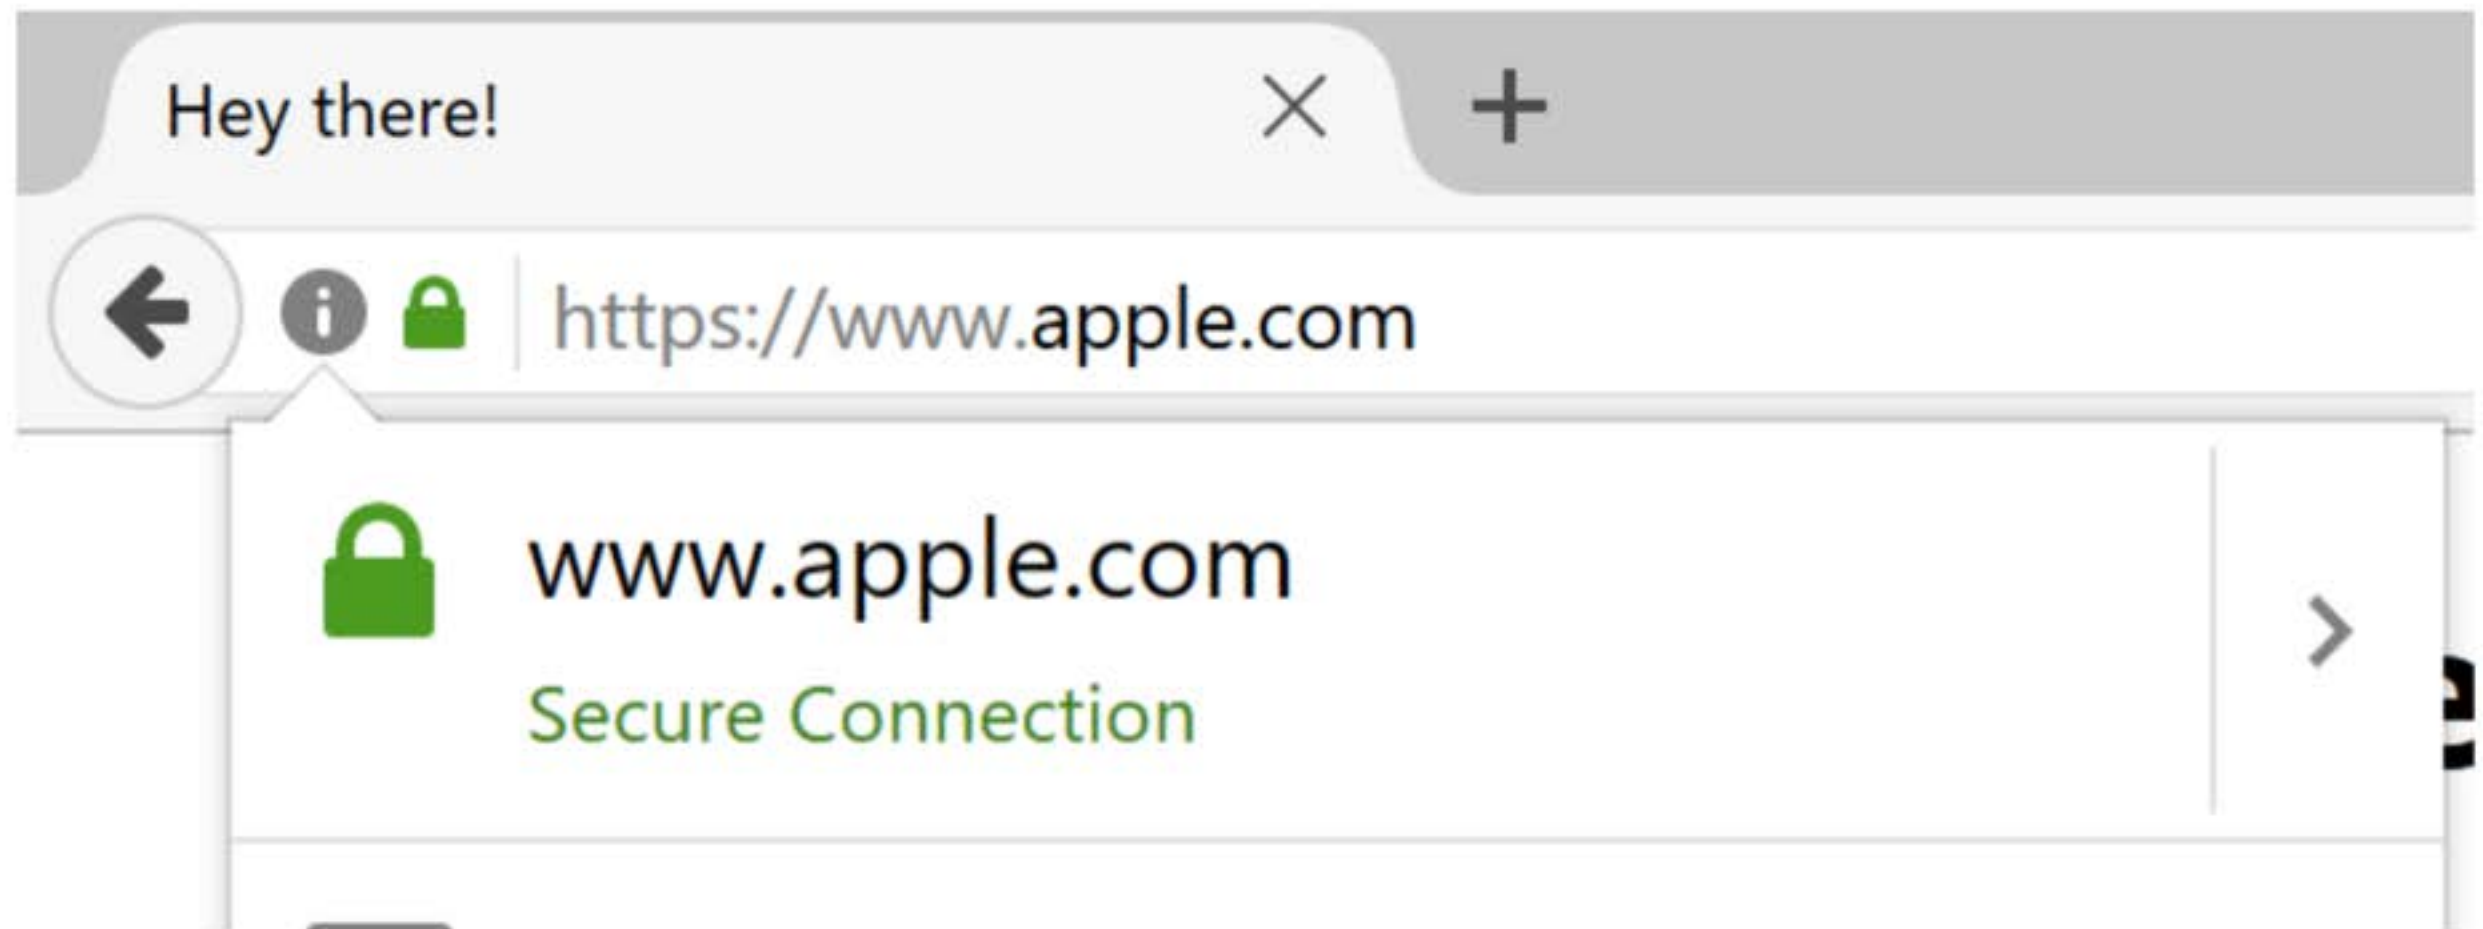 Hey there!
https://www.apple.com
www.apple.com
Secure Connection
e